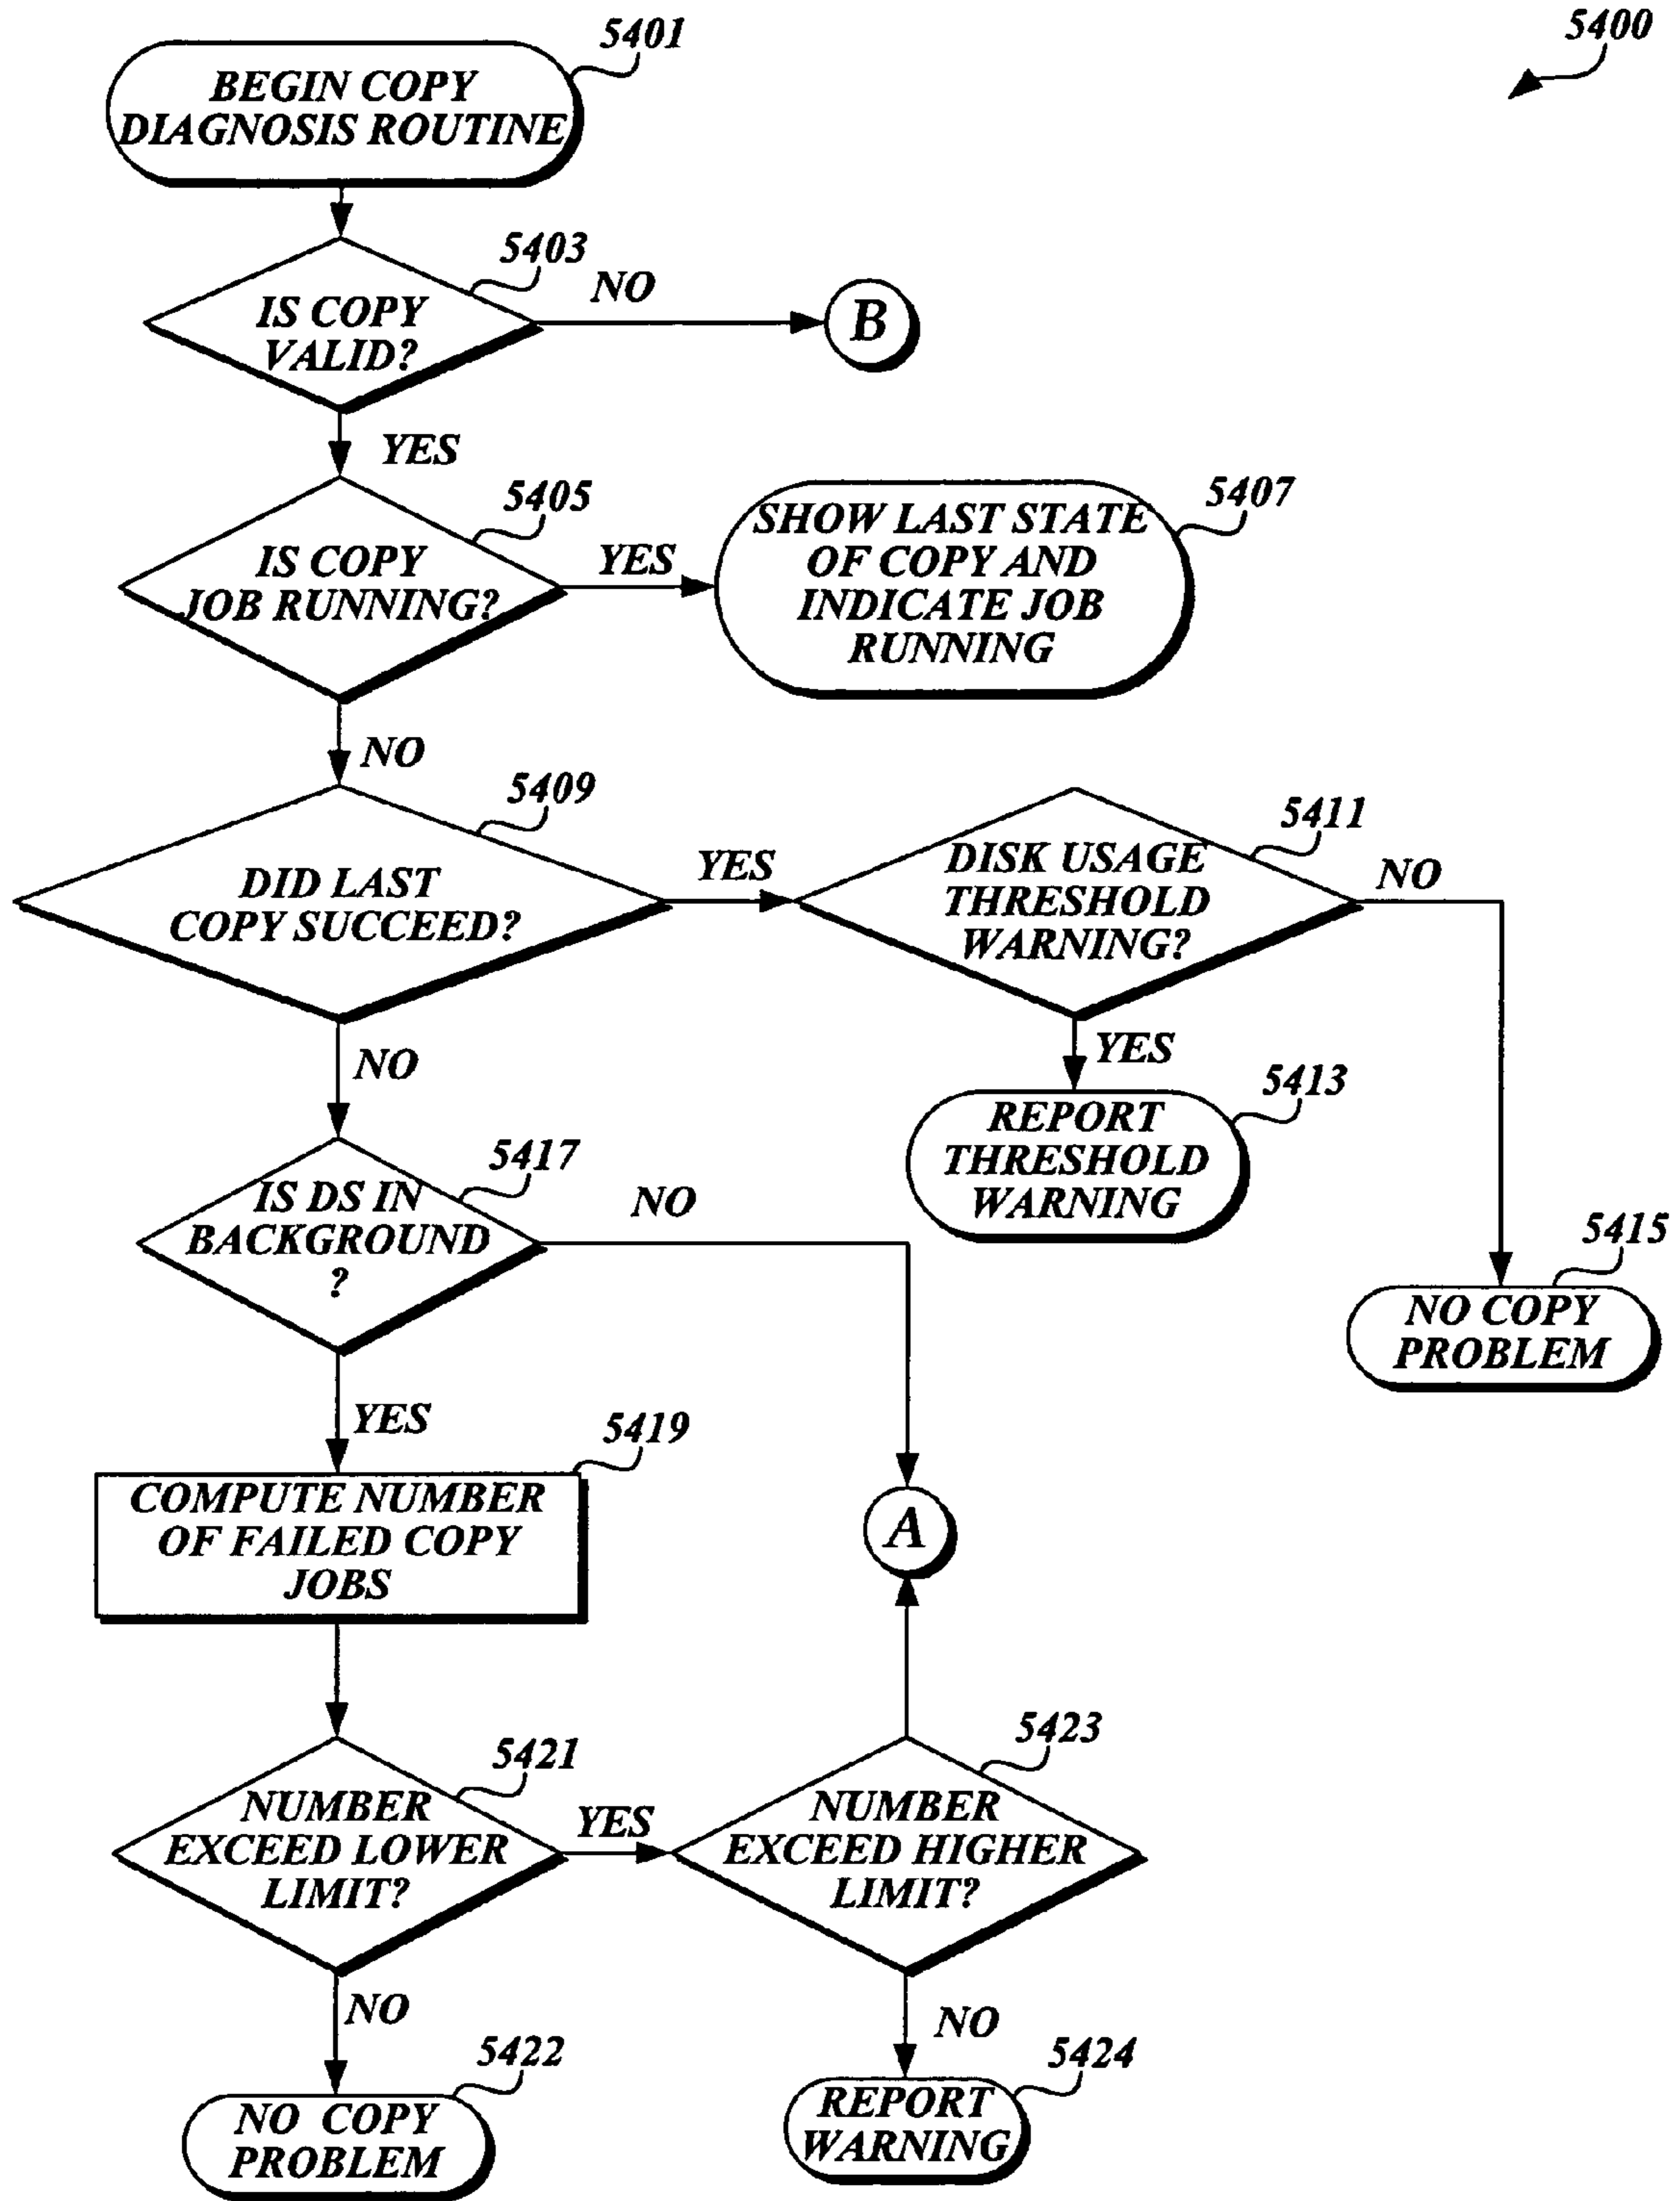 5401
5400
BEGIN COPY
DIAGNOSIS ROUTINE
5403
NO
IS COPY
VALID?
B
YES
5405
5407
IS COPY
JOB RUNNING?
YES
SHOW LAST STATE
OF COPY AND
INDICATE JOB
RUNNING
NO
5409
5411
DID LAST
COPY SUCCEED?
YES
DISK USAGE
THRESHOLD
WARNING?
NO
NO
YES
5413
REPORT
THRESHOLD
WARNING
5417
IS DS IN
BACKGROUND
?
NO
5415
NO COPY
PROBLEM
YES
5419
COMPUTE NUMBER
OF FAILED COPY
JOBS
A
5421
5423
NUMBER
EXCEED LOWER
LIMIT?
YES
NUMBER
EXCEED HIGHER
LIMIT?
NO
NO
5422
5424
NO COPY
PROBLEM
REPORT
WARNING